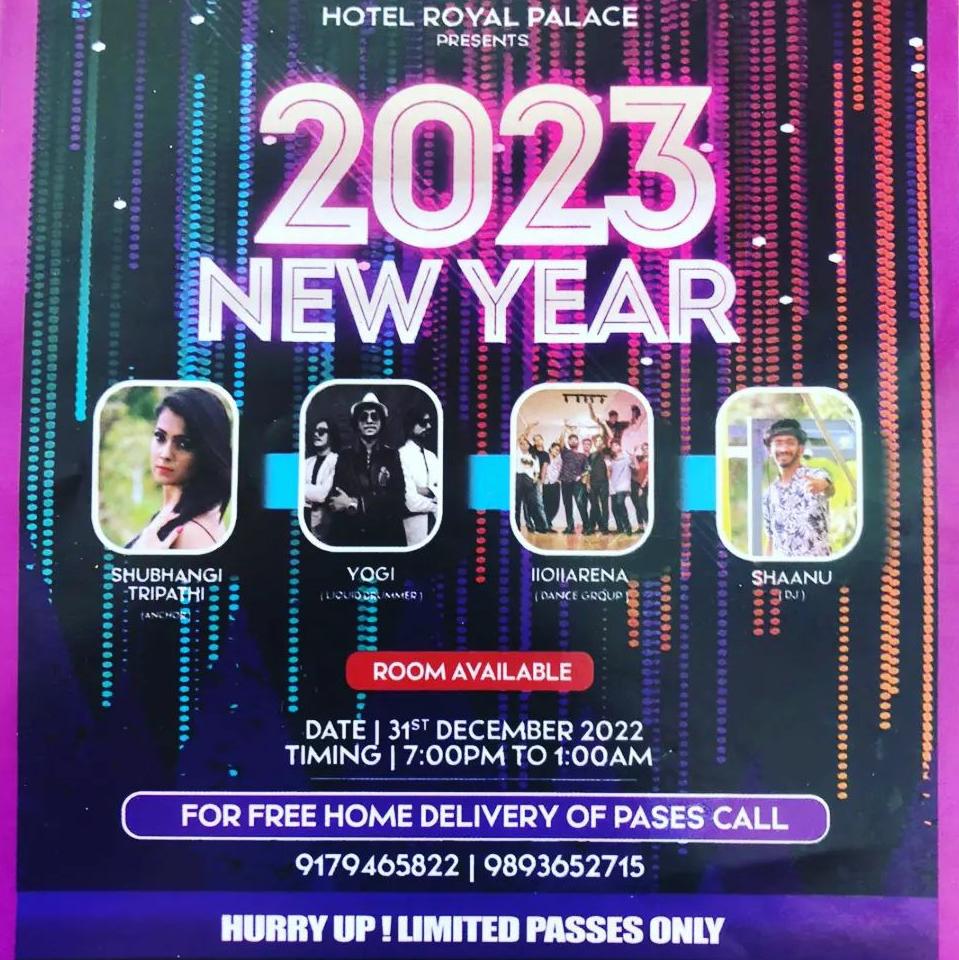 HOTEL ROYAL PALACE
PRESENTS
2023
NEW YEAR
SHUBHANGI
TRIPATHI
(ANCHOR)
YOGI
(LIQUID DRUMMER)
IIOIIARENA
(DANCE GROUP)
SHAANU
(DJ)
ROOM AVAILABLE
DATE | 31ST DECEMBER 2022
TIMING | 7:00PM TO 1:00AM
FOR FREE HOME DELIVERY OF PASES CALL
9179465822 | 9893652715
HURRY UP ! LIMITED PASSES ONLY